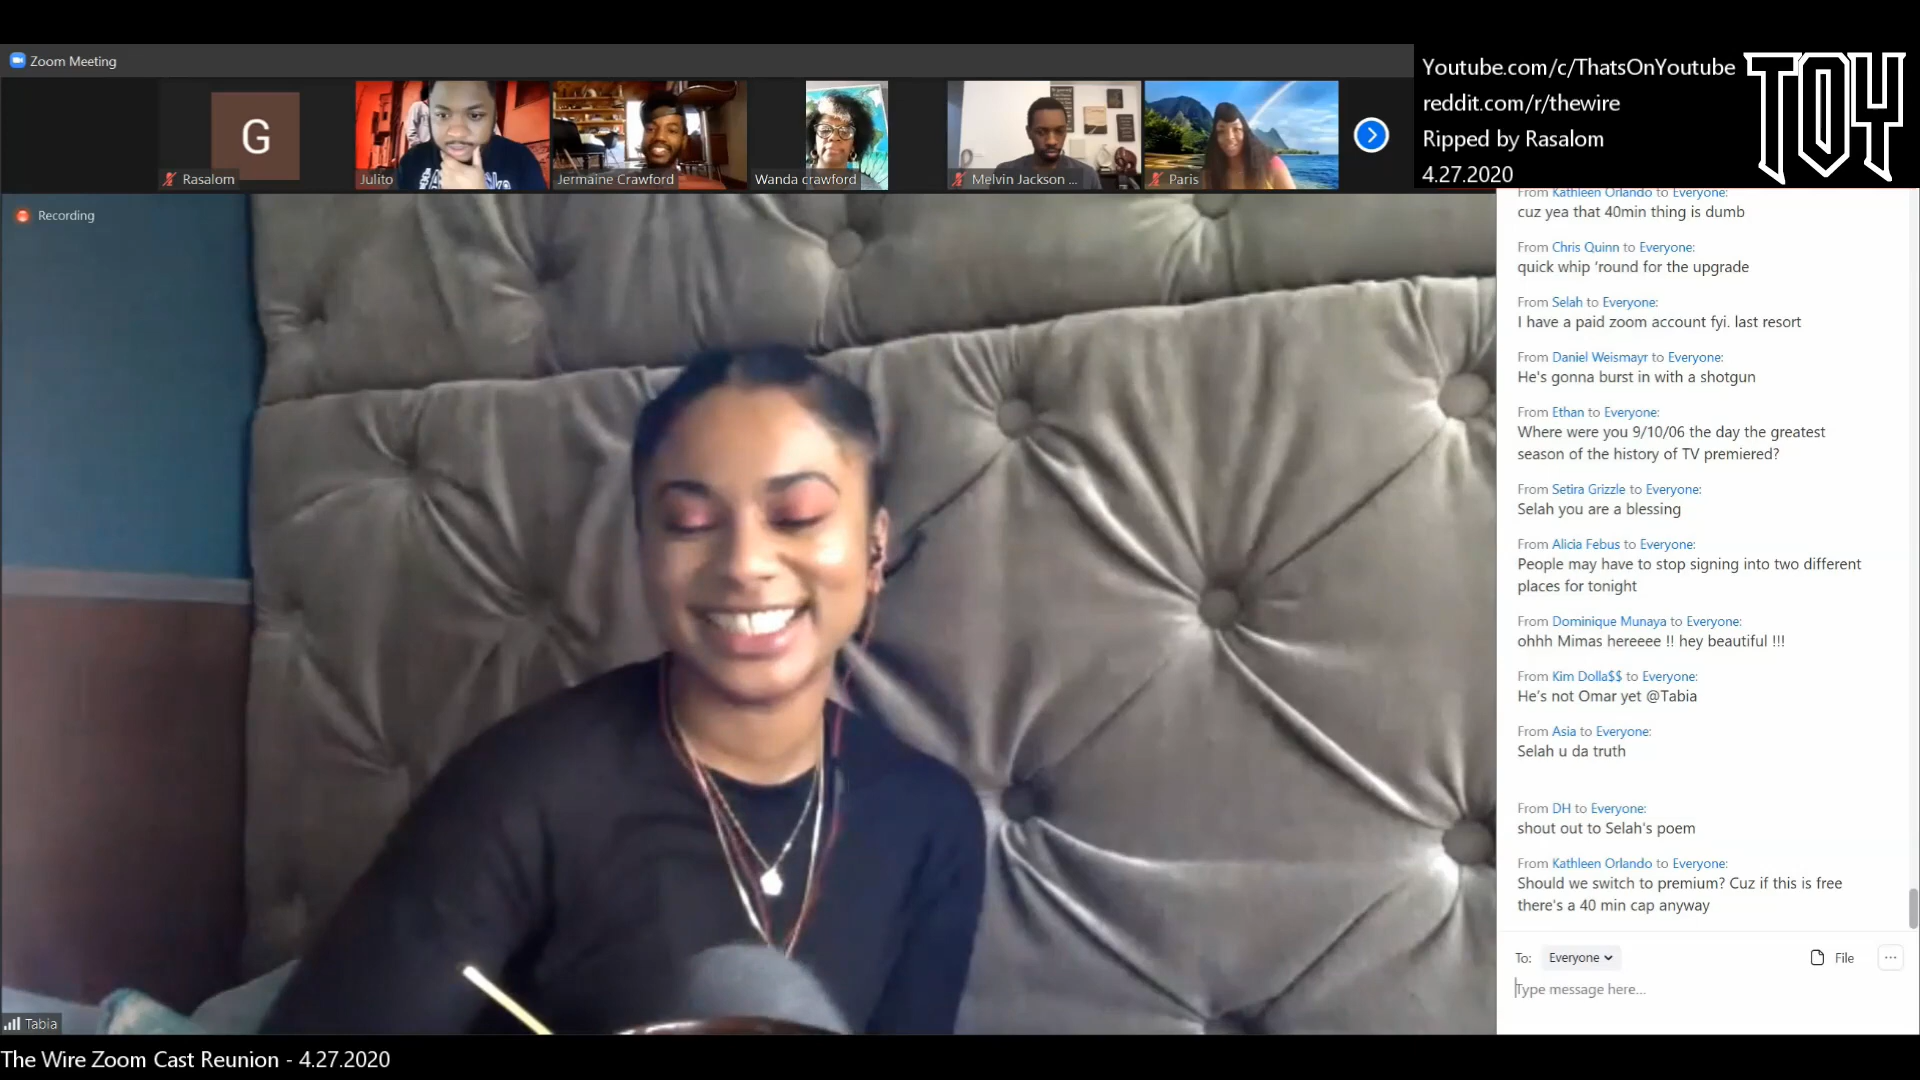 Zoom Meeting
G
Rasalom
Julito
Jermaine Crawford
Wanda crawford
Melvin Jackson ...
Paris
Youtube.com/c/ThatsOnYoutube
reddit.com/r/thewire
Ripped by Rasalom
4.27.2020
TOY
Recording
From Kathleen Orlando to Everyone:
cuz yea that 40min thing is dumb
From Chris Quinn to Everyone:
quick whip ‘round for the upgrade
From Selah to Everyone:
I have a paid zoom account fyi. last resort
From Daniel Weismayr to Everyone:
He's gonna burst in with a shotgun
From Ethan to Everyone:
Where were you 9/10/06 the day the greatest
season of the history of TV premiered?
From Setira Grizzle to Everyone:
Selah you are a blessing
From Alicia Febus to Everyone:
People may have to stop signing into two different
places for tonight
From Dominique Munaya to Everyone:
ohhh Mimas hereeee !! hey beautiful !!!
From Kim Dolla$$ to Everyone:
He’s not Omar yet @Tabia
From Asia to Everyone:
Selah u da truth
From DH to Everyone:
shout out to Selah's poem
From Kathleen Orlando to Everyone:
Should we switch to premium? Cuz if this is free
there's a 40 min cap anyway
To: Everyone
File
...
Type message here...
Tabia
The Wire Zoom Cast Reunion - 4.27.2020